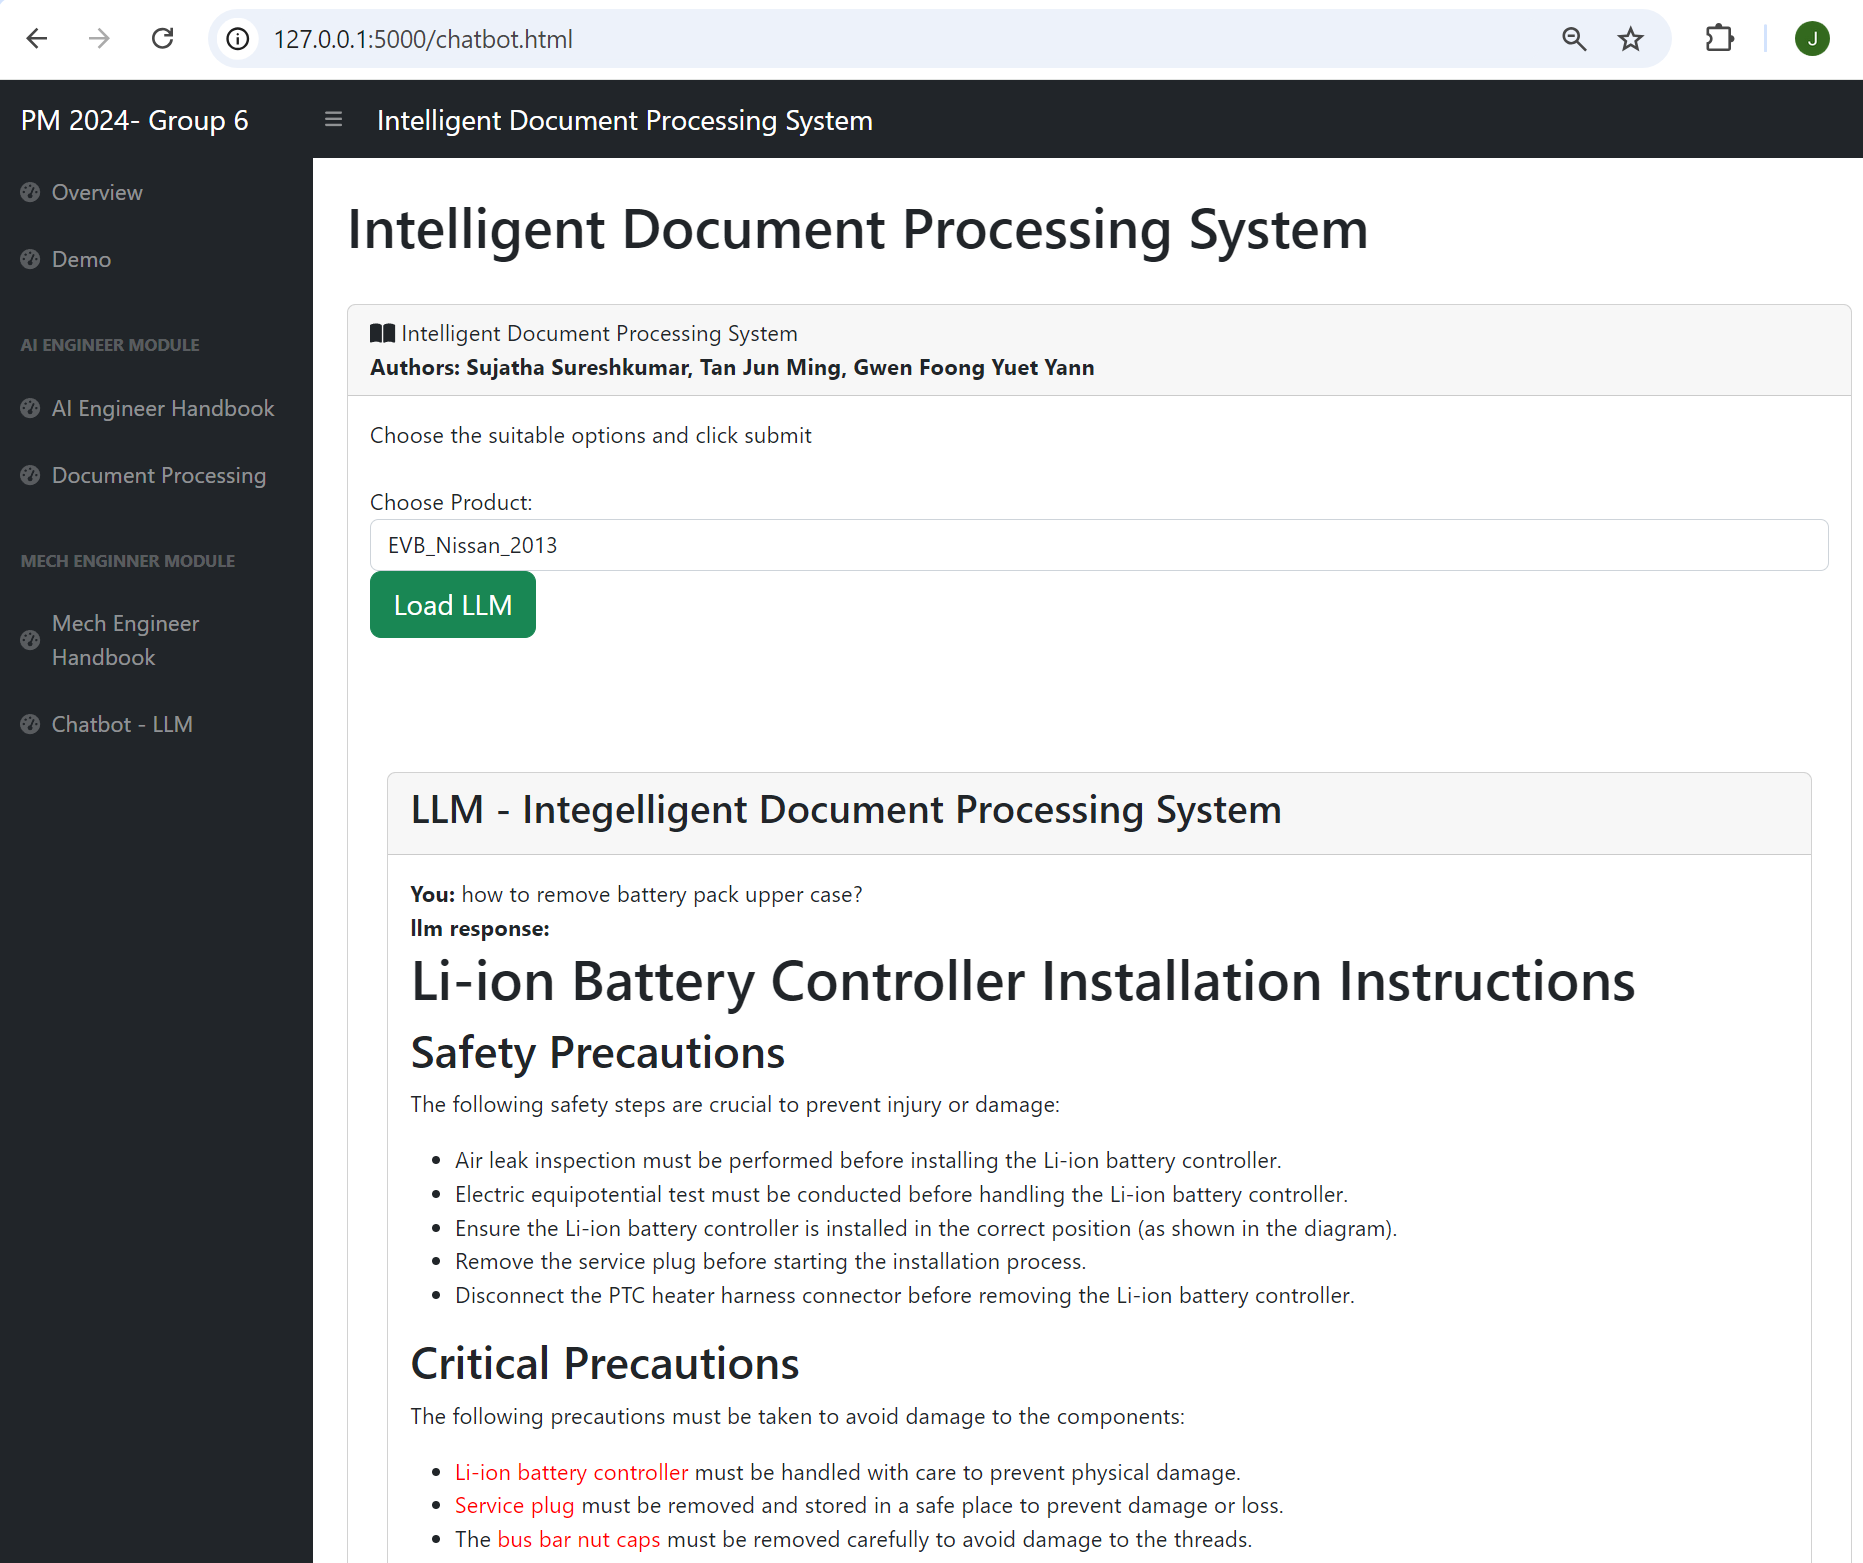 127.0.0.1:5000/chatbot.html
J
PM 2024- Group 6
Intelligent Document Processing System
Overview
Demo
AI ENGINEER MODULE
AI Engineer Handbook
Document Processing
MECH ENGINNER MODULE
Mech Engineer
Handbook
Chatbot - LLM
Intelligent Document Processing System
Intelligent Document Processing System
Authors: Sujatha Sureshkumar, Tan Jun Ming, Gwen Foong Yuet Yann
Choose the suitable options and click submit
Choose Product:
EVB_Nissan_2013
Load LLM
LLM - Integelligent Document Processing System
You: how to remove battery pack upper case?
llm response:
Li-ion Battery Controller Installation Instructions
Safety Precautions
The following safety steps are crucial to prevent injury or damage:
• Air leak inspection must be performed before installing the Li-ion battery controller.
• Electric equipotential test must be conducted before handling the Li-ion battery controller.
• Ensure the Li-ion battery controller is installed in the correct position (as shown in the diagram).
• Remove the service plug before starting the installation process.
• Disconnect the PTC heater harness connector before removing the Li-ion battery controller.
Critical Precautions
The following precautions must be taken to avoid damage to the components:
• Li-ion battery controller must be handled with care to prevent physical damage.
• Service plug must be removed and stored in a safe place to prevent damage or loss.
• The bus bar nut caps must be removed carefully to avoid damage to the threads.